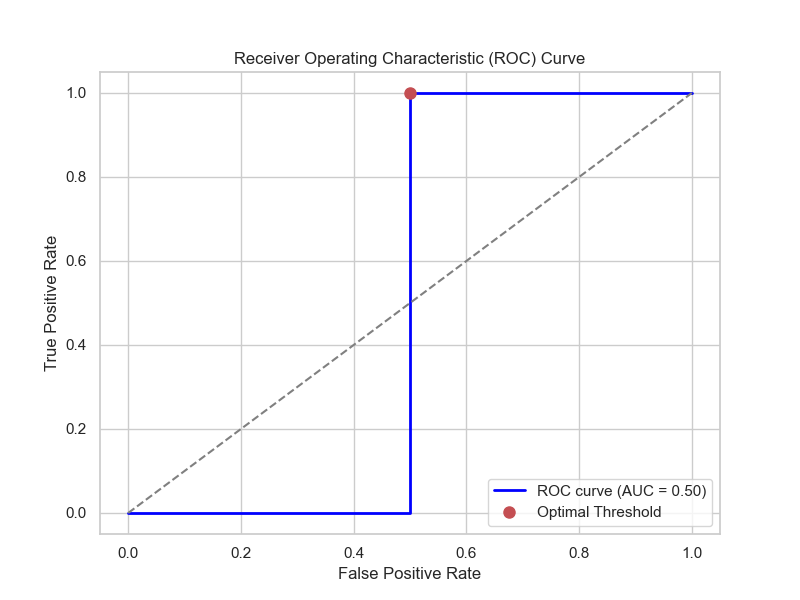 Receiver Operating Characteristic (ROC) Curve
True Positive Rate
1.0
0.8
0.6
0.4
0.2
0.0
ROC curve (AUC = 0.50)
Optimal Threshold
0.0 0.2 0.4 0.6 0.8 1.0
False Positive Rate